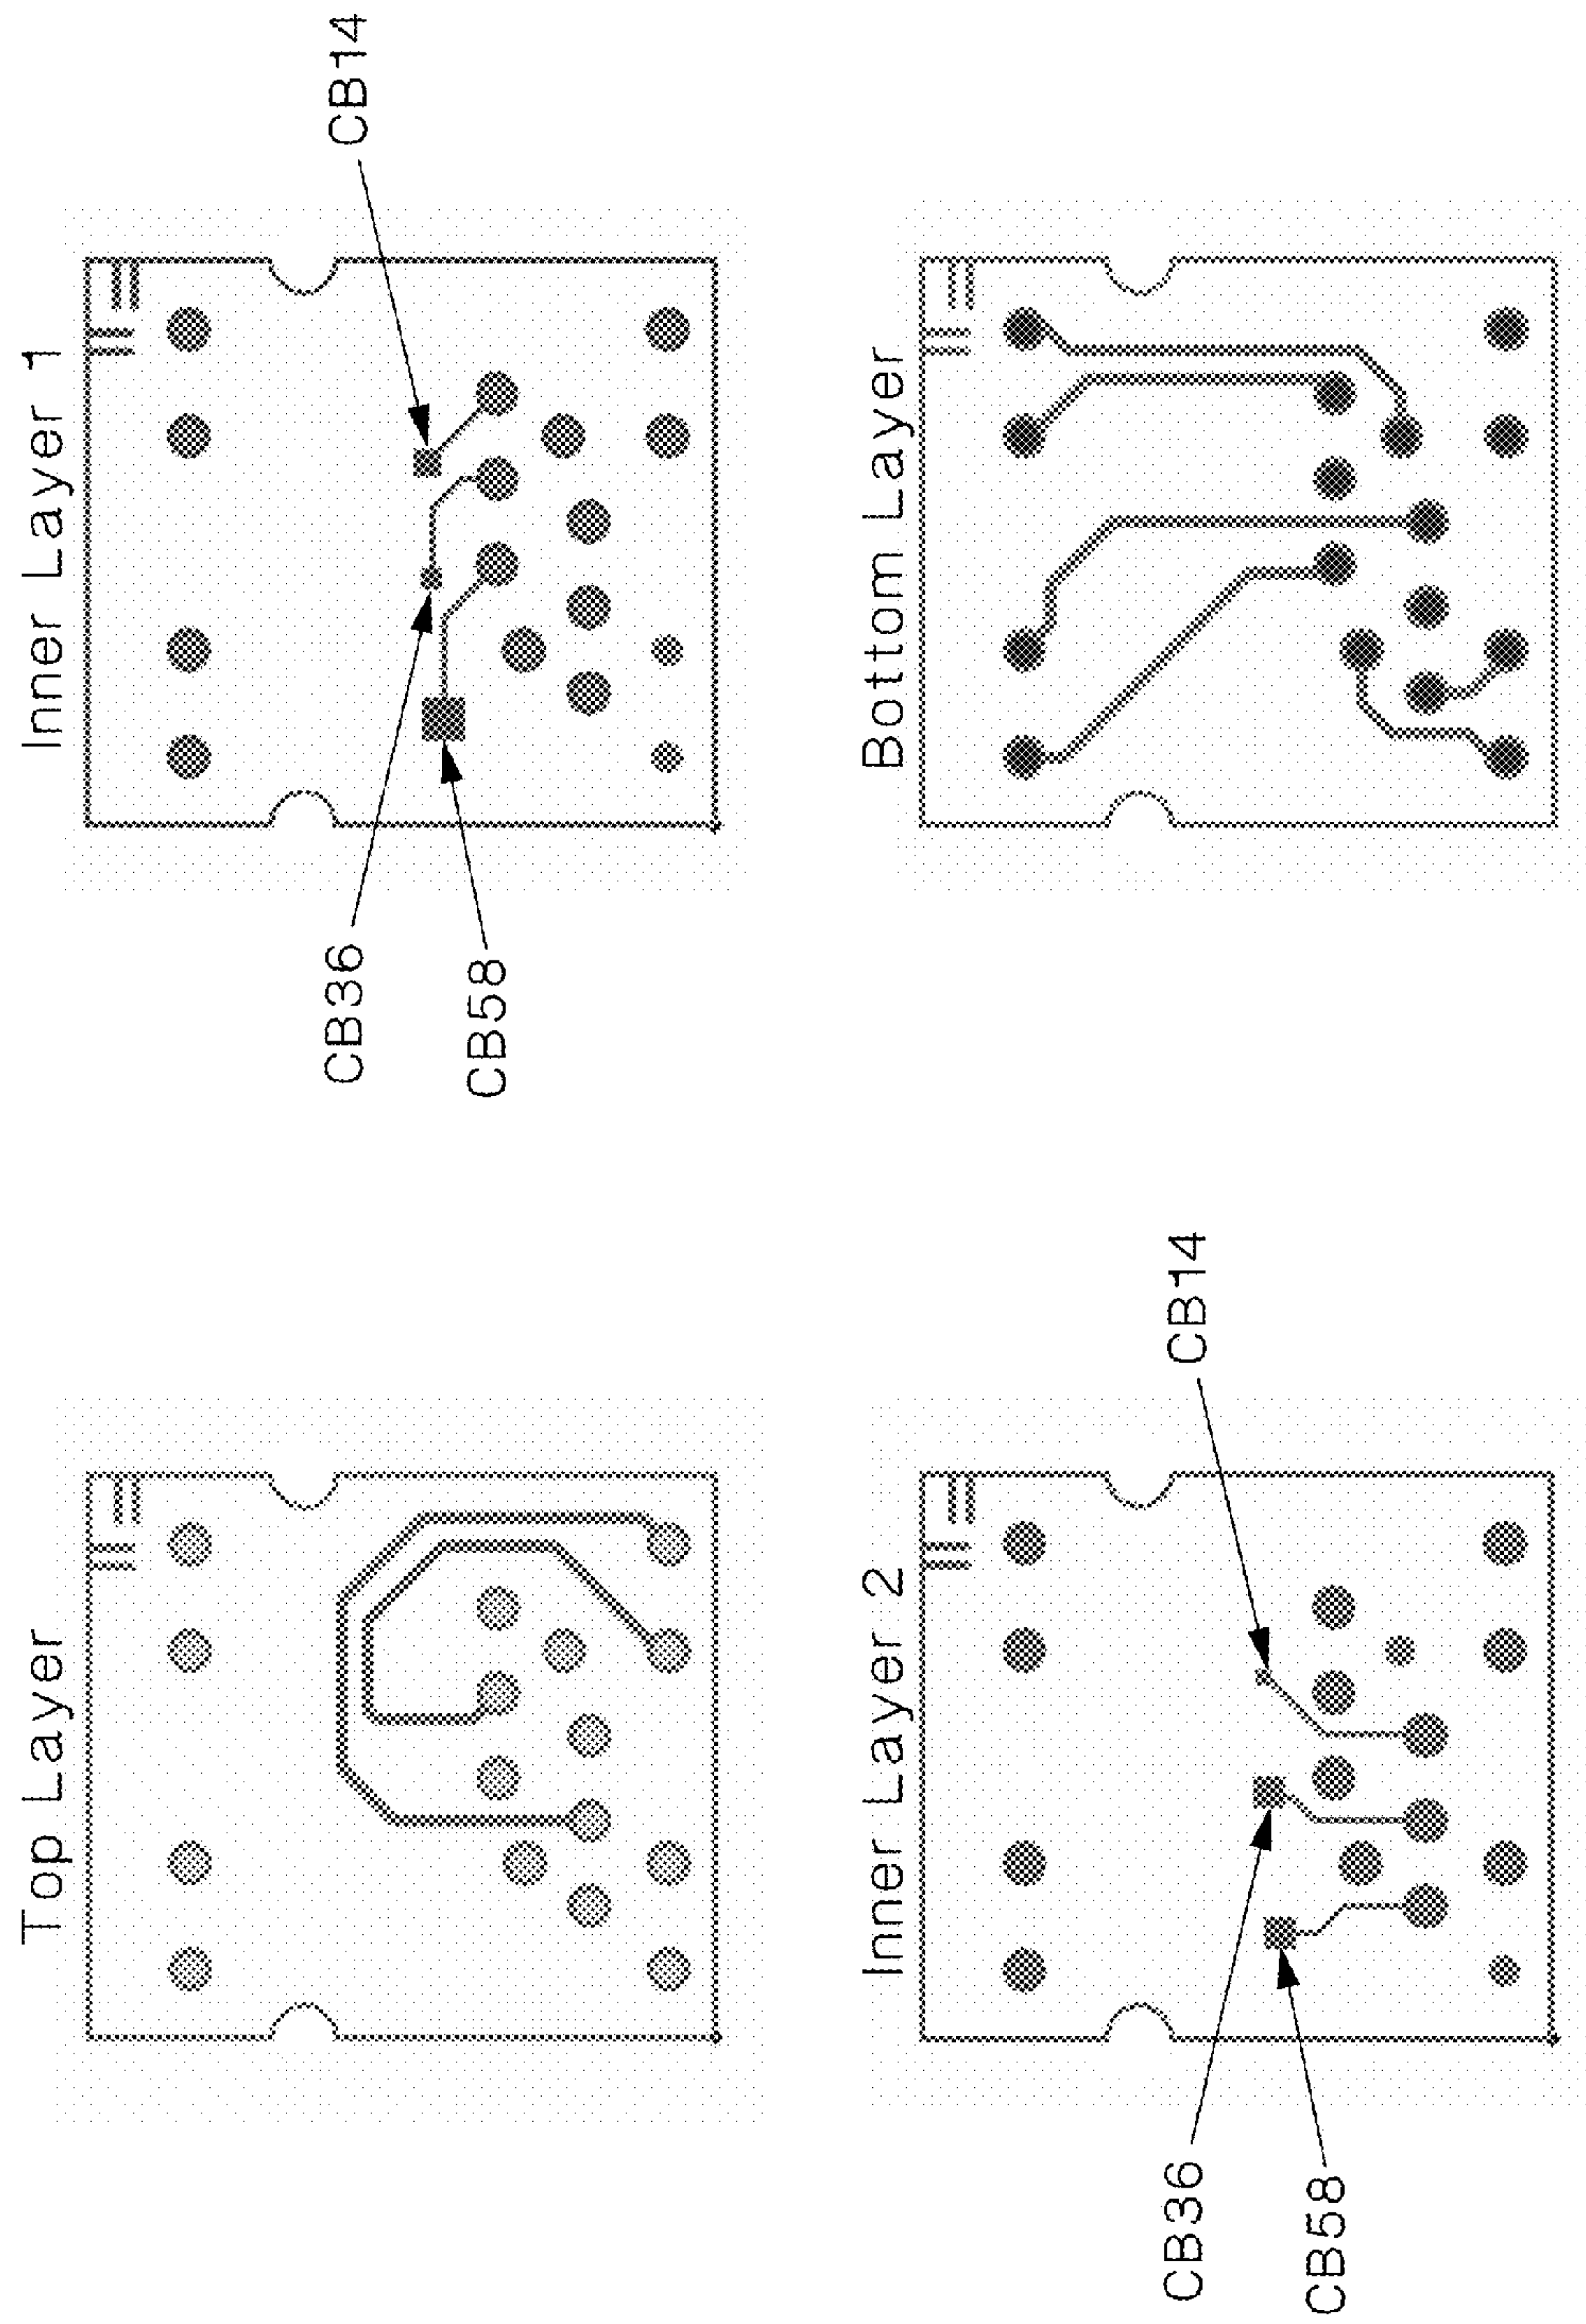 Top Layer
Inner Layer 1
CB14
CB36
CB58
Inner Layer 2
CB14
CB36
CB58
Bottom Layer